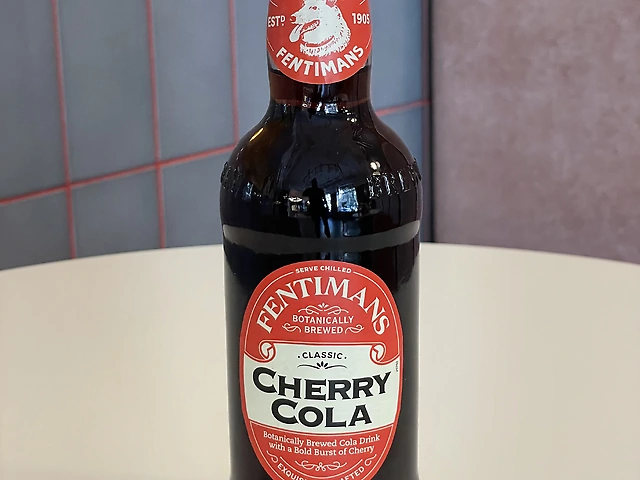 ESTD 1905
FENTIMANS
SERVE CHILLED
FENTIMANS
BOTANICALLY
BREWED
. CLASSIC .
CHERRY
COLA
Botanically Brewed Cola Drink
with a Bold Burst of Cherry